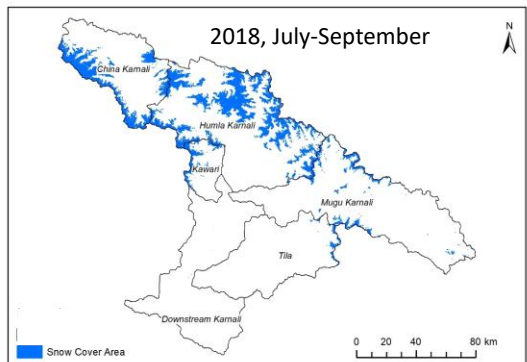 2018, July-September
N
China Karnali
Humla Karnali
Kawari
Mugu Karnali
Tila
Downstream Karnali
Snow Cover Area
0 20 40 80 km